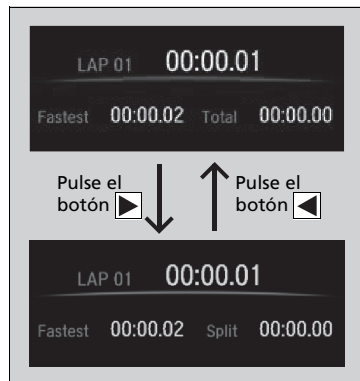 LAP 01 00:00.01
Fastest 00:00.02 Total 00:00.00
Pulse el
botón
Pulse el
botón
LAP 01 00:00.01
Fastest 00:00.02 Split 00:00.00